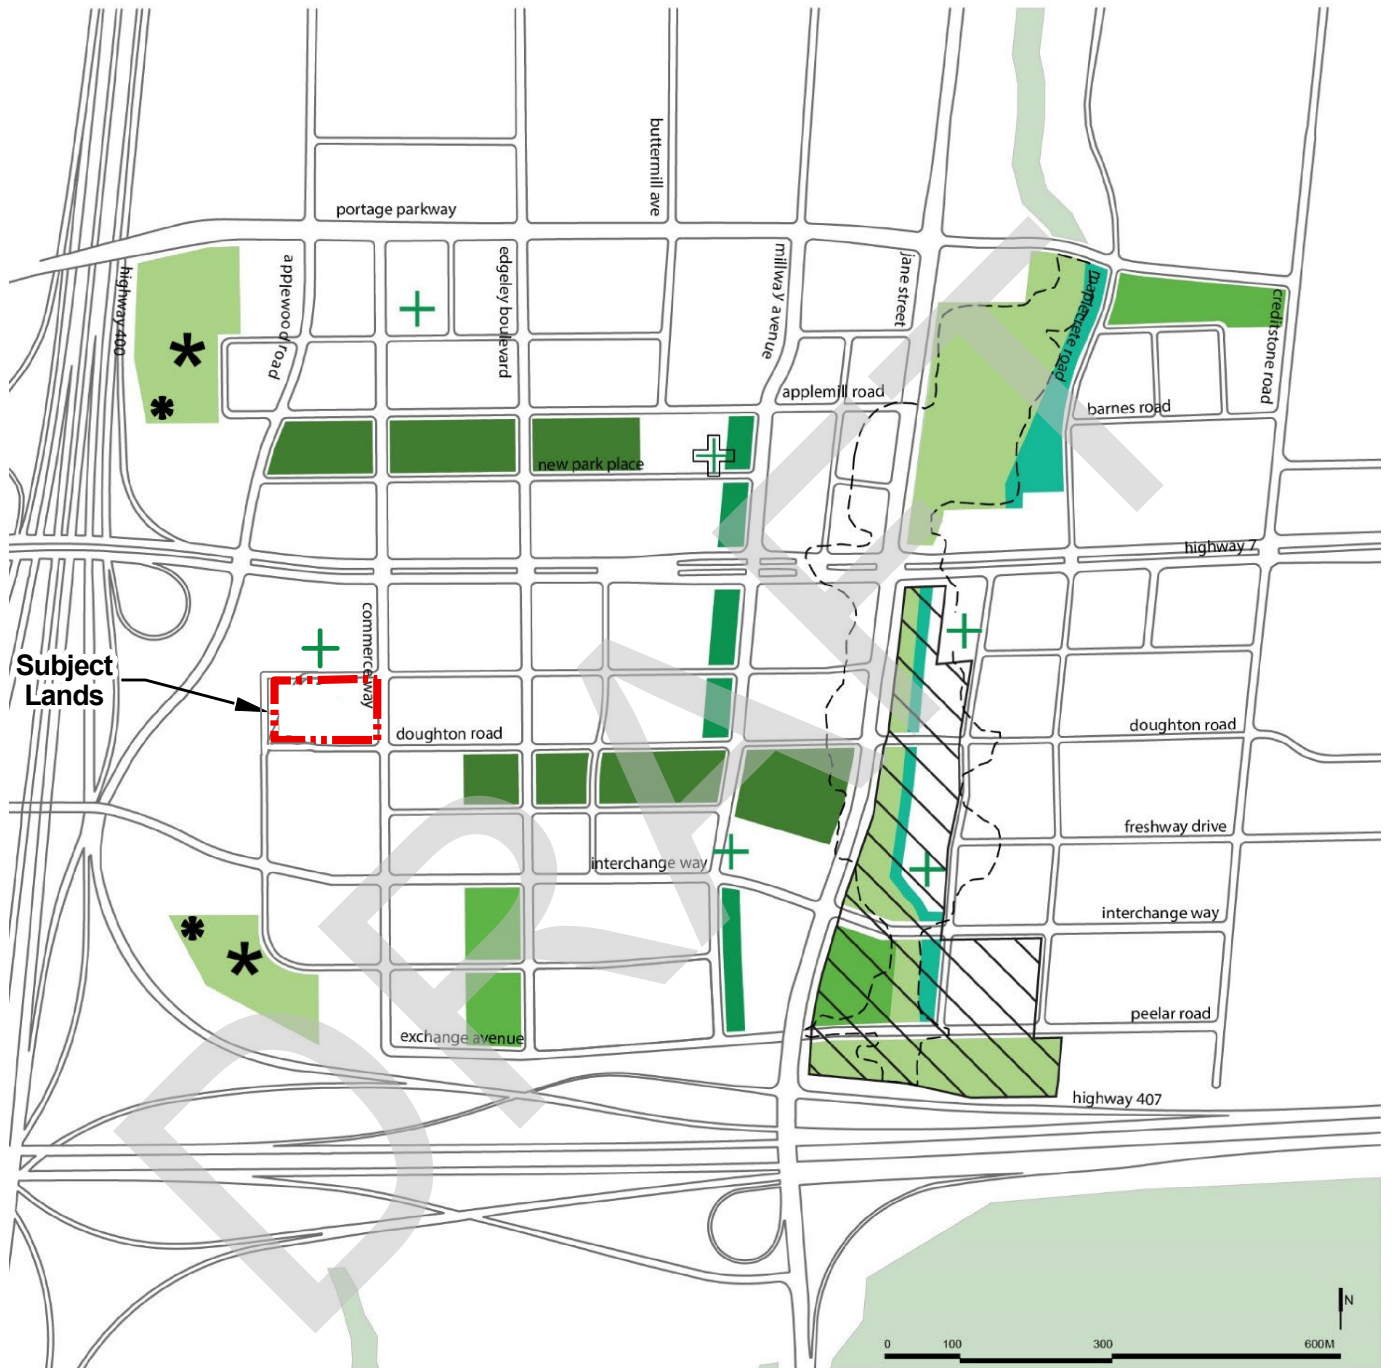 buttermill ave
portage parkway
highway 400
applewood road
edgeley boulevard
millway avenue
jane street
maplecrete road
creditstone road
applemill road
barnes road
new park place
highway 7
commerce way
Subject
Lands
doughton road
doughton road
freshway drive
interchange way
interchange way
exchange avenue
peelar road
highway 407
DRAFT
N
0 100 300 600M